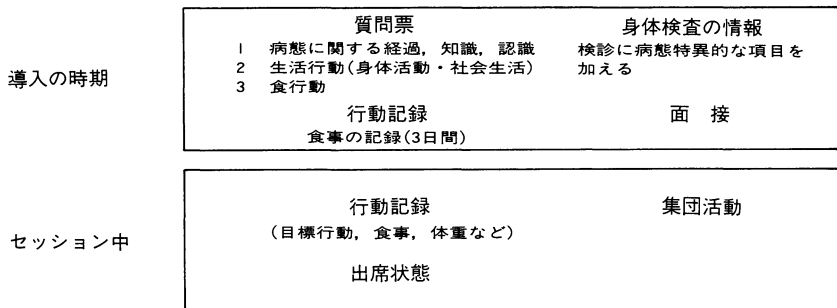 導入の時期
質問票
1 病態に関する経過，知識，認識
2 生活行動(身体活動・社会生活)
3 食行動
行動記録
食事の記録(3日間)
身体検査の情報
検診に病態特異的な項目を
加える
面 接
セッション中
行動記録
(目標行動，食事，体重など)
出席状態
集団活動